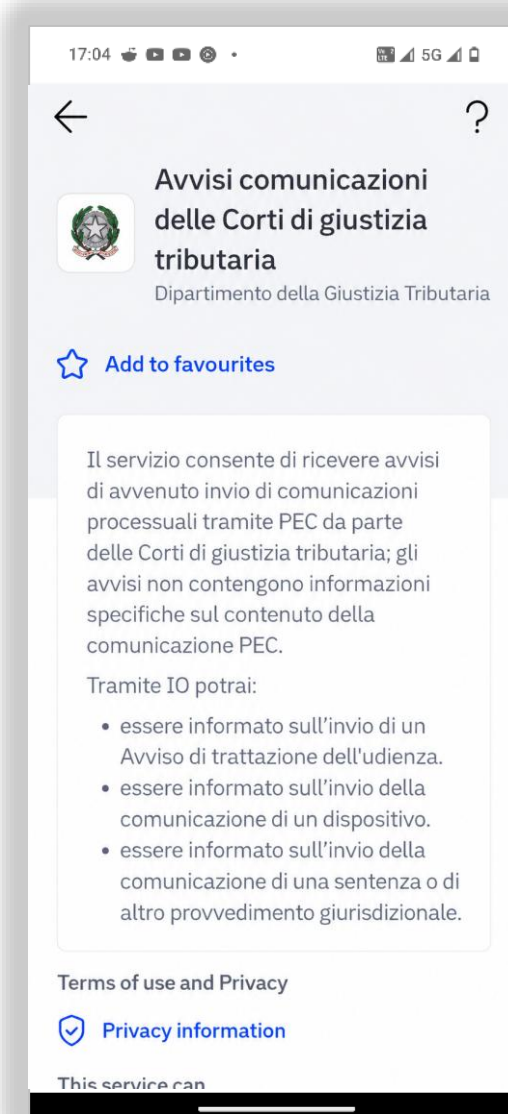 17:04
Vo LTE 5G
?
Avvisi comunicazioni
delle Corti di giustizia
tributaria
Dipartimento della Giustizia Tributaria
Add to favourites
Il servizio consente di ricevere avvisi
di avvenuto invio di comunicazioni
processuali tramite PEC da parte
delle Corti di giustizia tributaria; gli
avvisi non contengono informazioni
specifiche sul contenuto della
comunicazione PEC.
Tramite IO potrai:
• essere informato sull'invio di un
Avviso di trattazione dell'udienza.
• essere informato sull'invio della
comunicazione di un dispositivo.
• essere informato sull'invio della
comunicazione di una sentenza o di
altro provvedimento giurisdizionale.
Terms of use and Privacy
Privacy information
This service can